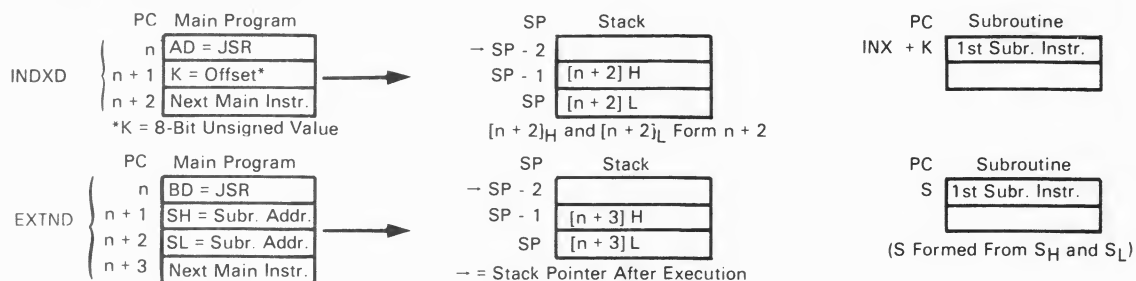 PC Main Program
SP Stack
PC Subroutine
INDXD
n AD = JSR
n + 1 K = Offset*
n + 2 Next Main Instr.
*K = 8-Bit Unsigned Value
→ SP - 2
SP - 1 [n + 2] H
SP [n + 2] L
[n + 2]H and [n + 2]L Form n + 2
INX + K 1st Subr. Instr.
PC Main Program
SP Stack
PC Subroutine
EXTND
n BD = JSR
n + 1 SH = Subr. Addr.
n + 2 SL = Subr. Addr.
n + 3 Next Main Instr.
→ SP - 2
SP - 1 [n + 3] H
SP [n + 3] L
→ = Stack Pointer After Execution
S 1st Subr. Instr.
(S Formed From SH and SL)